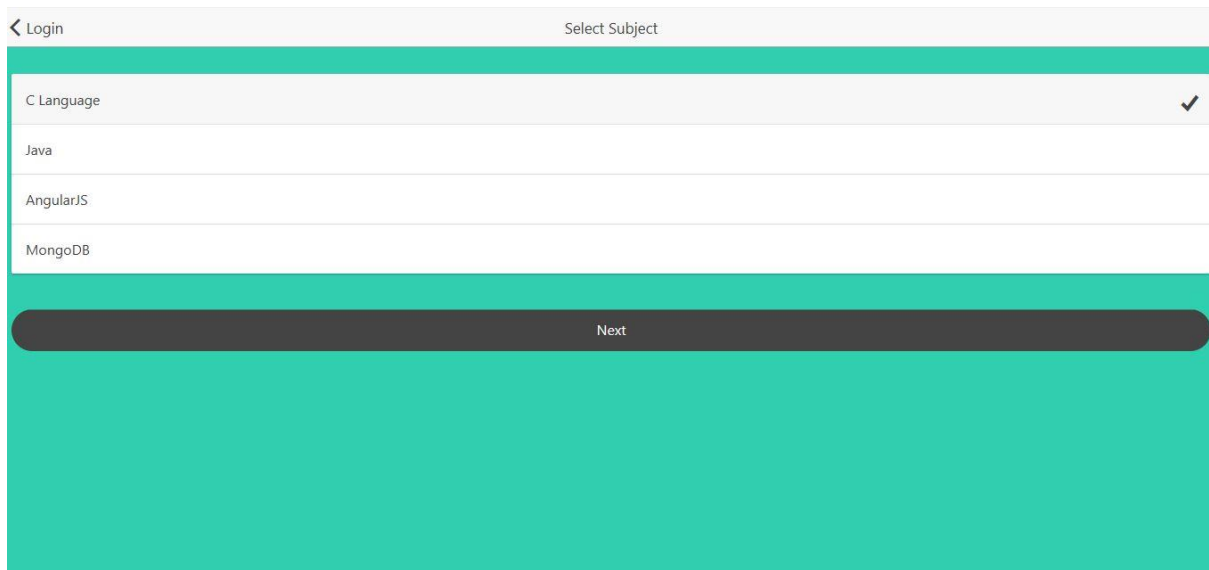 Login
Select Subject
C Language
Java
AngularJS
MongoDB
Next